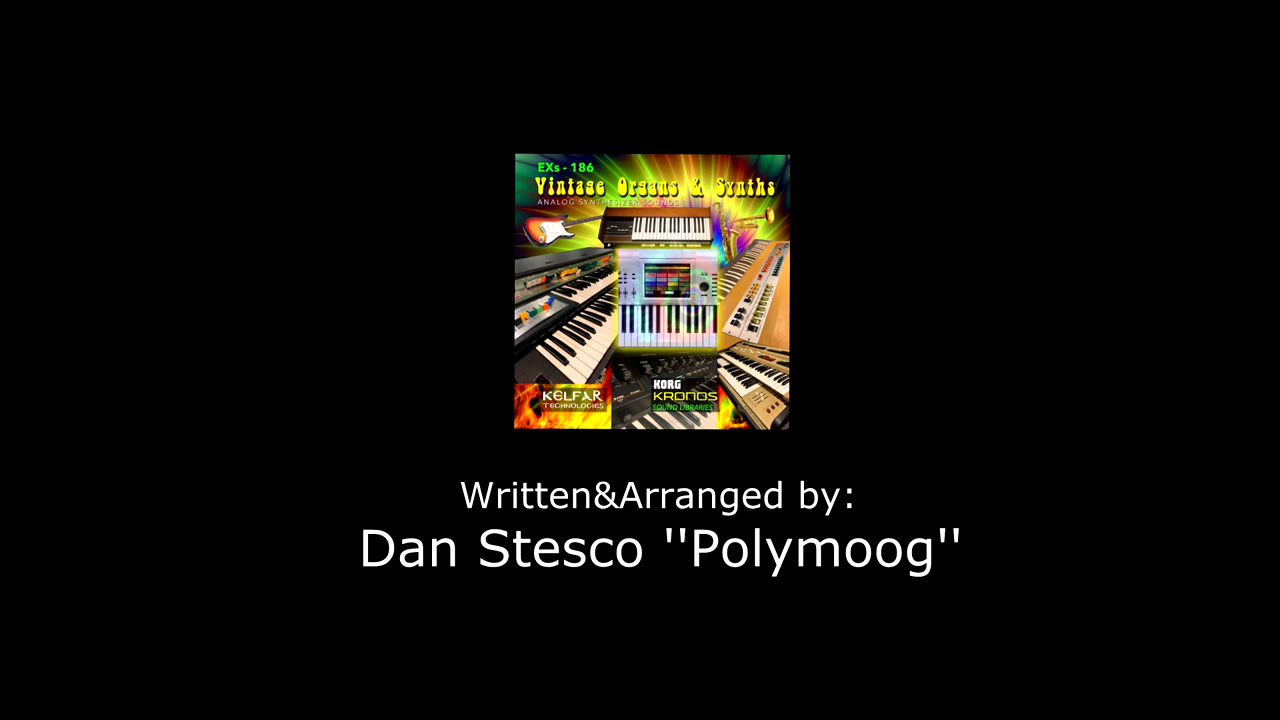 EXs - 186
Vintage Organs & Synths
ANALOG SYNTHESIZER SOUNDS
KELFAR
TECHNOLOGIES
KORG
KRONOS
SOUND LIBRARIES
Written&Arranged by:
Dan Stesco ''Polymoog''